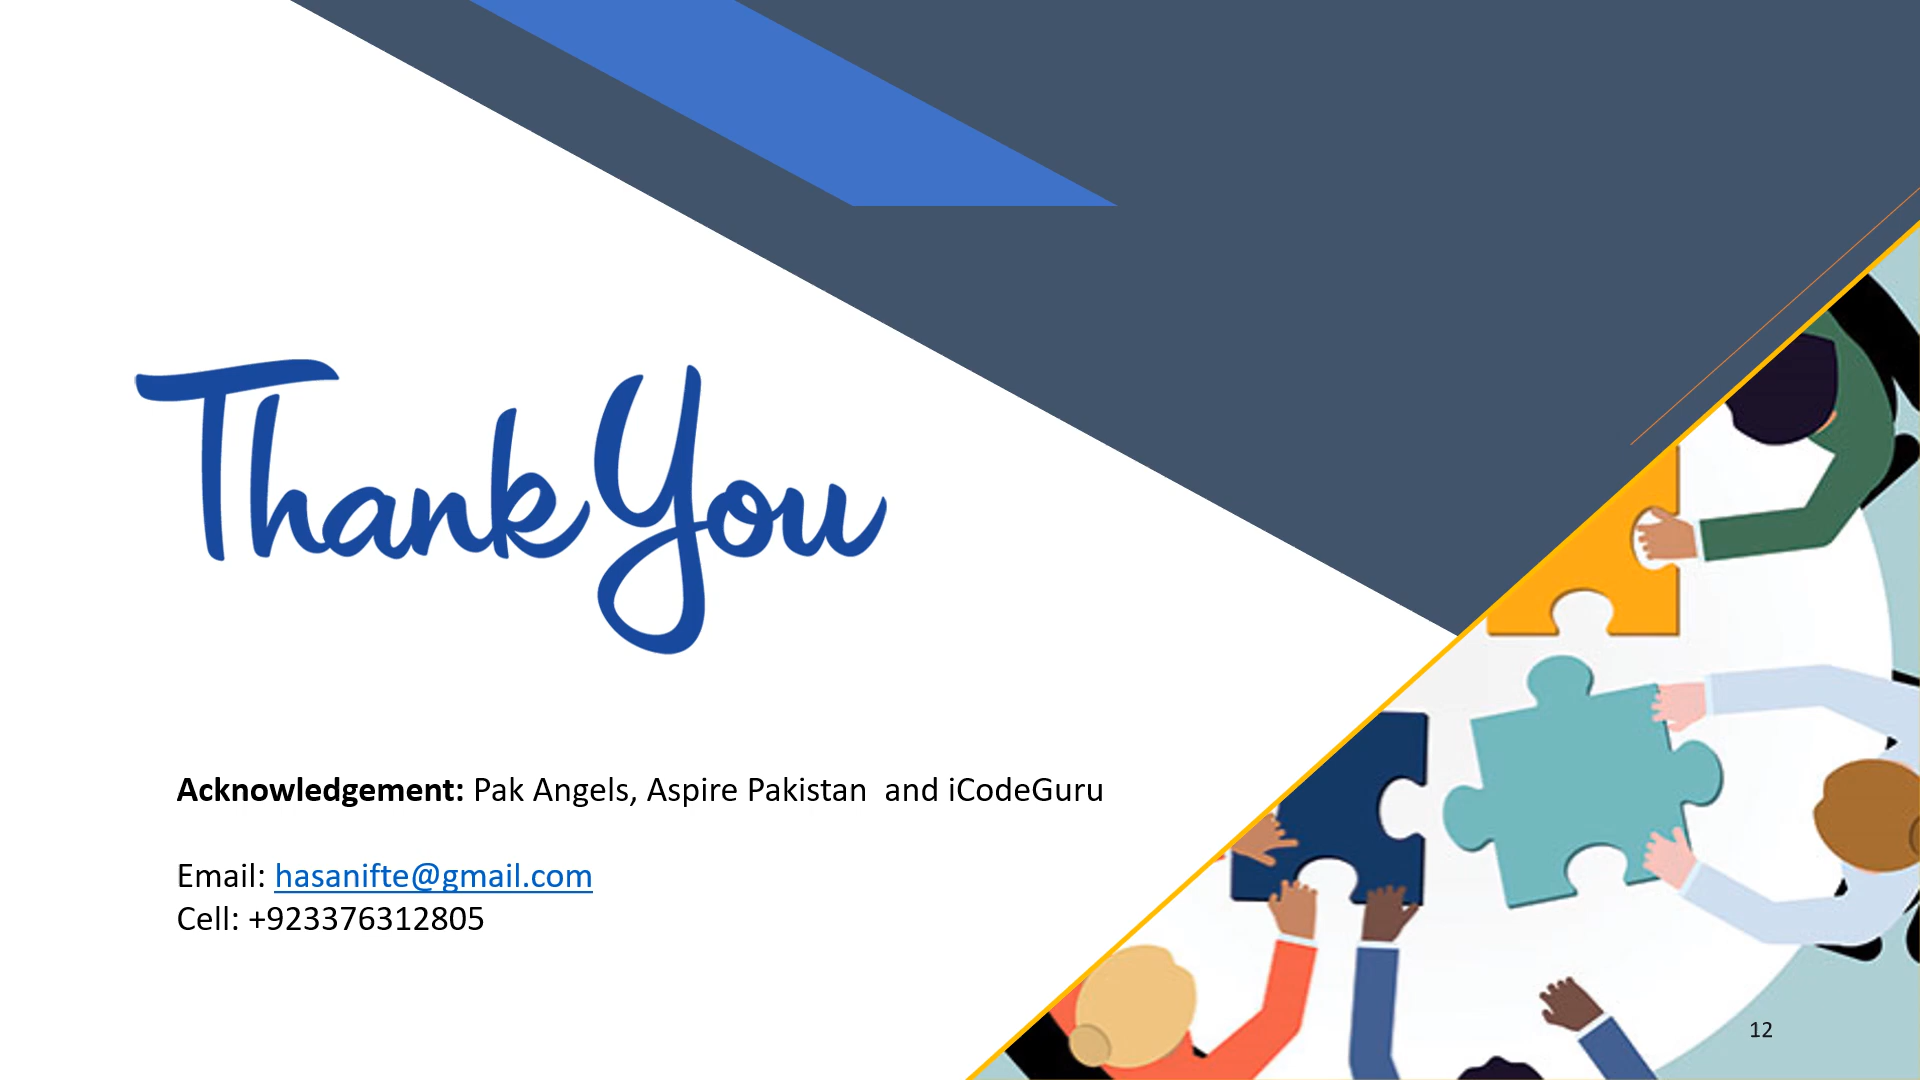 Thank You
Acknowledgement: Pak Angels, Aspire Pakistan  and iCodeGuru
Email: hasanifte@gmail.com
Cell: +923376312805
12